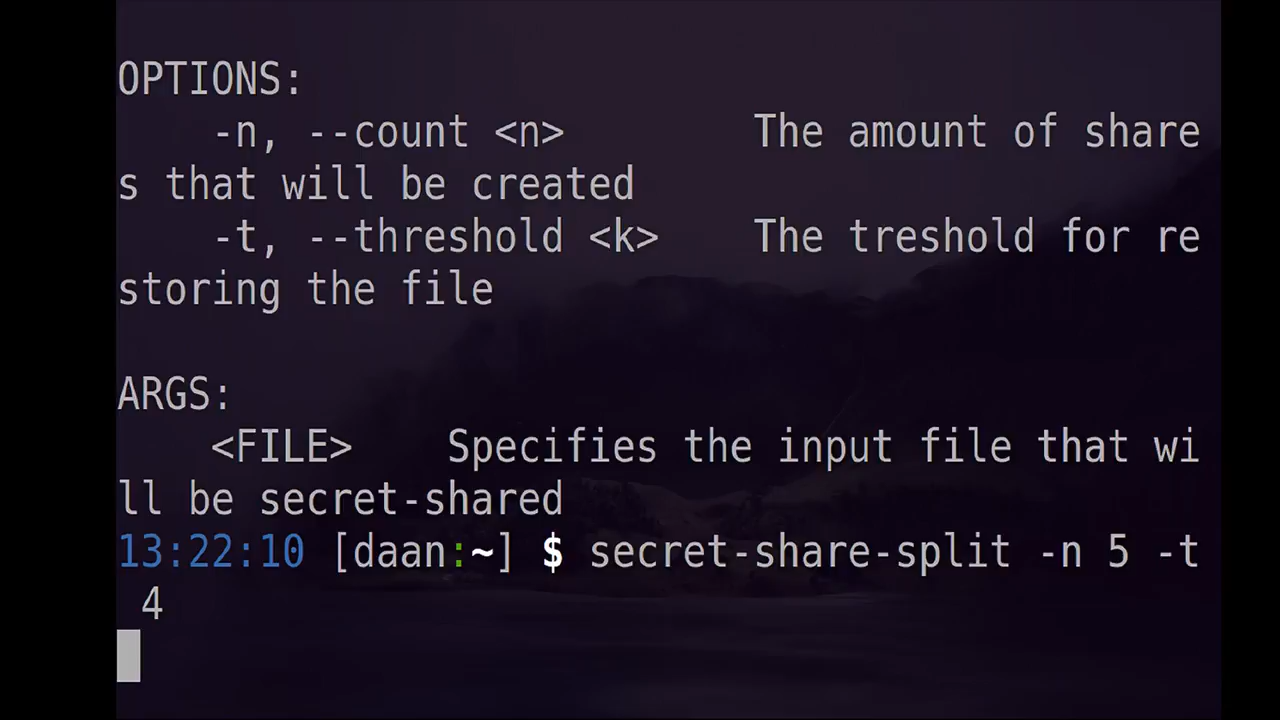 OPTIONS:
    -n, --count <n>        The amount of share
s that will be created
    -t, --threshold <k>    The treshold for re
storing the file

ARGS:
    <FILE>    Specifies the input file that wi
ll be secret-shared
13:22:10 [daan:~] $ secret-share-split -n 5 -t
 4